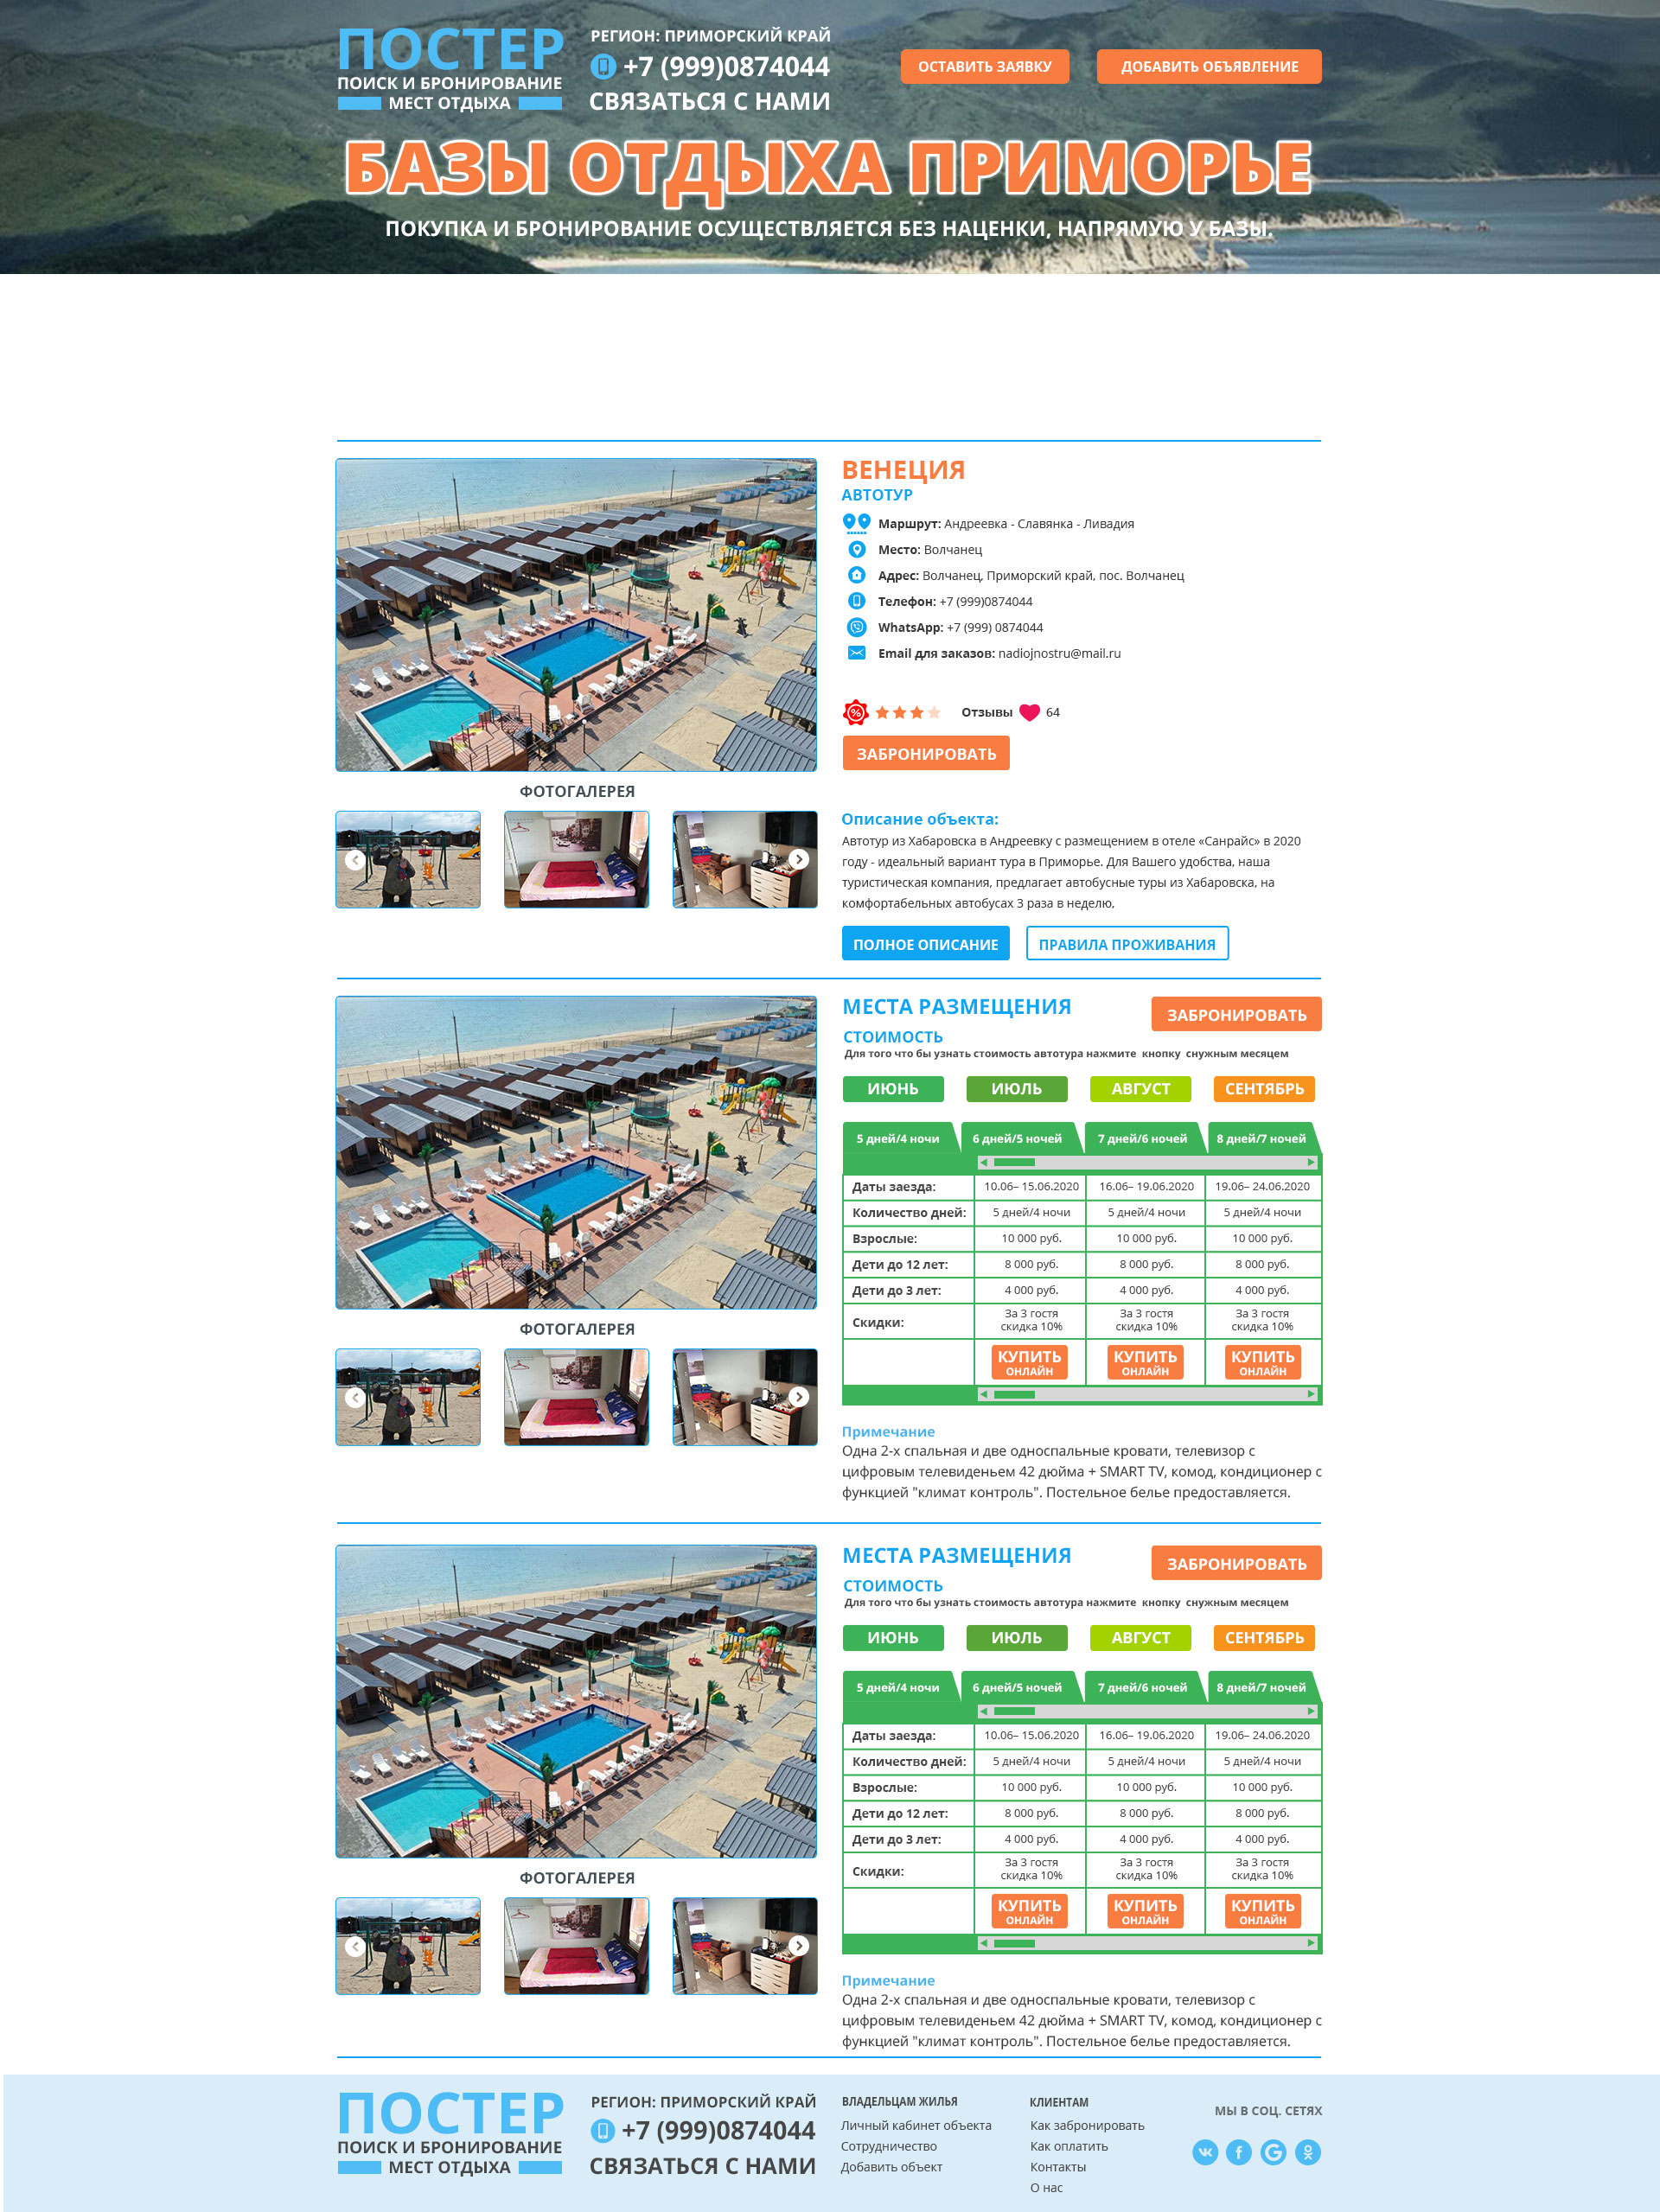 ПОСТЕР
ПОИСК И БРОНИРОВАНИЕ
МЕСТ ОТДЫХА
РЕГИОН: ПРИМОРСКИЙ КРАЙ
+7 (999)0874044
СВЯЗАТЬСЯ С НАМИ
ОСТАВИТЬ ЗАЯВКУ
ДОБАВИТЬ ОБЪЯВЛЕНИЕ
БАЗЫ ОТДЫХА ПРИМОРЬЕ
ПОКУПКА И БРОНИРОВАНИЕ ОСУЩЕСТВЛЯЕТСЯ БЕЗ НАЦЕНКИ, НАПРЯМУЮ У БАЗЫ.
ВЕНЕЦИЯ
АВТОТУР
Маршрут: Андреевка - Славянка - Ливадия
Место: Волчанец
Адрес: Волчанец, Приморский край, пос. Волчанец
Телефон: +7 (999)0874044
WhatsApp: +7 (999) 0874044
Email для заказов: nadiojnostru@mail.ru
% Отзывы 64
ЗАБРОНИРОВАТЬ
ФОТОГАЛЕРЕЯ
Описание объекта:
Автотур из Хабаровска в Андреевку с размещением в отеле «Санрайс» в 2020
году - идеальный вариант тура в Приморье. Для Вашего удобства, наша
туристическая компания, предлагает автобусные туры из Хабаровска, на
комфортабельных автобусах 3 раза в неделю,
ПОЛНОЕ ОПИСАНИЕ
ПРАВИЛА ПРОЖИВАНИЯ
ФОТОГАЛЕРЕЯ
МЕСТА РАЗМЕЩЕНИЯ
ЗАБРОНИРОВАТЬ
СТОИМОСТЬ
Для того что бы узнать стоимость автотура нажмите кнопку снужным месяцем
ИЮНЬ ИЮЛЬ АВГУСТ СЕНТЯБРЬ
5 дней/4 ночи 6 дней/5 ночей 7 дней/6 ночей 8 дней/7 ночей
Даты заезда: 10.06– 15.06.2020 16.06– 19.06.2020 19.06– 24.06.2020
Количество дней: 5 дней/4 ночи 5 дней/4 ночи 5 дней/4 ночи
Взрослые: 10 000 руб. 10 000 руб. 10 000 руб.
Дети до 12 лет: 8 000 руб. 8 000 руб. 8 000 руб.
Дети до 3 лет: 4 000 руб. 4 000 руб. 4 000 руб.
Скидки: За 3 гостя За 3 гостя За 3 гостя
скидка 10% скидка 10% скидка 10%
КУПИТЬ КУПИТЬ КУПИТЬ
ОНЛАЙН ОНЛАЙН ОНЛАЙН
Примечание
Одна 2-х спальная и две односпальные кровати, телевизор с
цифровым телевиденьем 42 дюйма + SMART TV, комод, кондиционер с
функцией "климат контроль". Постельное белье предоставляется.
ФОТОГАЛЕРЕЯ
МЕСТА РАЗМЕЩЕНИЯ
ЗАБРОНИРОВАТЬ
СТОИМОСТЬ
Для того что бы узнать стоимость автотура нажмите кнопку снужным месяцем
ИЮНЬ ИЮЛЬ АВГУСТ СЕНТЯБРЬ
5 дней/4 ночи 6 дней/5 ночей 7 дней/6 ночей 8 дней/7 ночей
Даты заезда: 10.06– 15.06.2020 16.06– 19.06.2020 19.06– 24.06.2020
Количество дней: 5 дней/4 ночи 5 дней/4 ночи 5 дней/4 ночи
Взрослые: 10 000 руб. 10 000 руб. 10 000 руб.
Дети до 12 лет: 8 000 руб. 8 000 руб. 8 000 руб.
Дети до 3 лет: 4 000 руб. 4 000 руб. 4 000 руб.
Скидки: За 3 гостя За 3 гостя За 3 гостя
скидка 10% скидка 10% скидка 10%
КУПИТЬ КУПИТЬ КУПИТЬ
ОНЛАЙН ОНЛАЙН ОНЛАЙН
Примечание
Одна 2-х спальная и две односпальные кровати, телевизор с
цифровым телевиденьем 42 дюйма + SMART TV, комод, кондиционер с
функцией "климат контроль". Постельное белье предоставляется.
ПОСТЕР
ПОИСК И БРОНИРОВАНИЕ
МЕСТ ОТДЫХА
РЕГИОН: ПРИМОРСКИЙ КРАЙ
+7 (999)0874044
СВЯЗАТЬСЯ С НАМИ
ВЛАДЕЛЬЦАМ ЖИЛЬЯ
Личный кабинет объекта
Сотрудничество
Добавить объект
КЛИЕНТАМ
Как забронировать
Как оплатить
Контакты
О нас
МЫ В СОЦ. СЕТЯХ